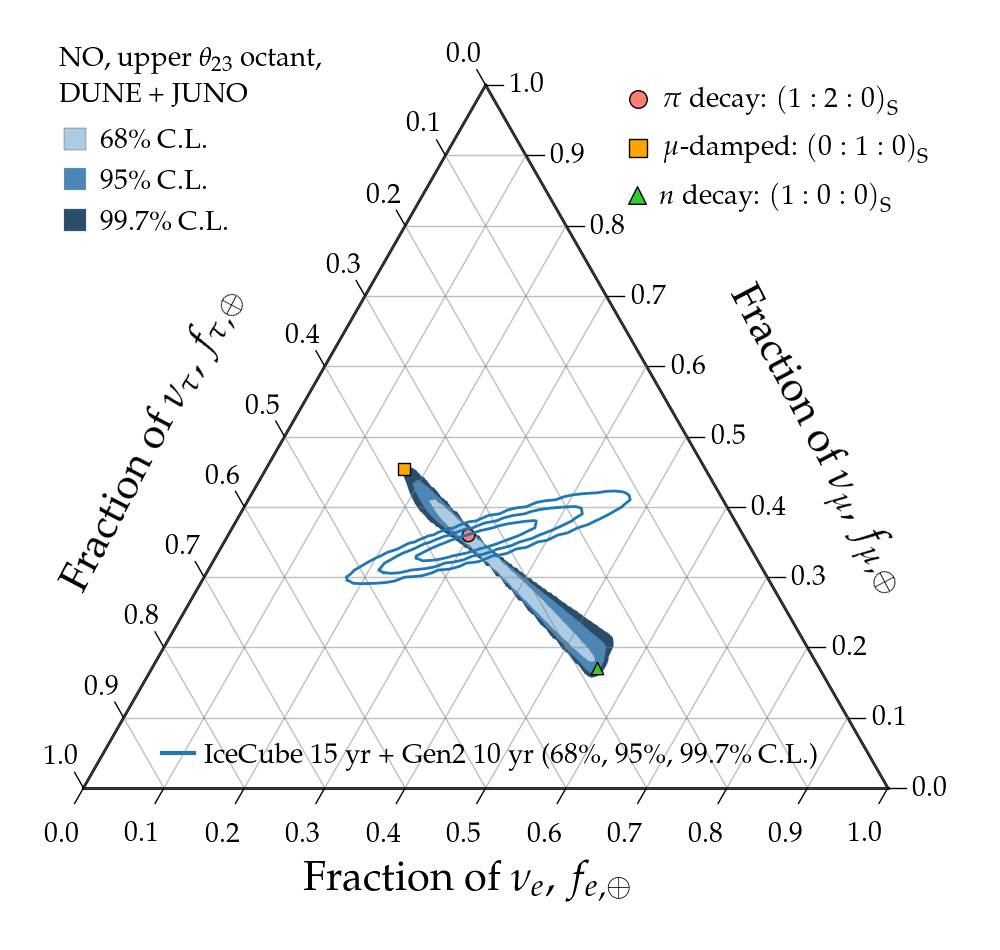 NO, upper θ23 octant,
DUNE + JUNO
68% C.L.
95% C.L.
99.7% C.L.
π decay: (1 : 2 : 0)S
μ-damped: (0 : 1 : 0)S
n decay: (1 : 0 : 0)S
Fraction of ντ, fτ,⊕
0.0
0.1
0.2
0.3
0.4
0.5
0.6
0.7
0.8
0.9
1.0
Fraction of νμ, fμ,⊕
1.0
0.9
0.8
0.7
0.6
0.5
0.4
0.3
0.2
0.1
0.0
IceCube 15 yr + Gen2 10 yr (68%, 95%, 99.7% C.L.)
0.0 0.1 0.2 0.3 0.4 0.5 0.6 0.7 0.8 0.9 1.0
Fraction of νe, fe,⊕